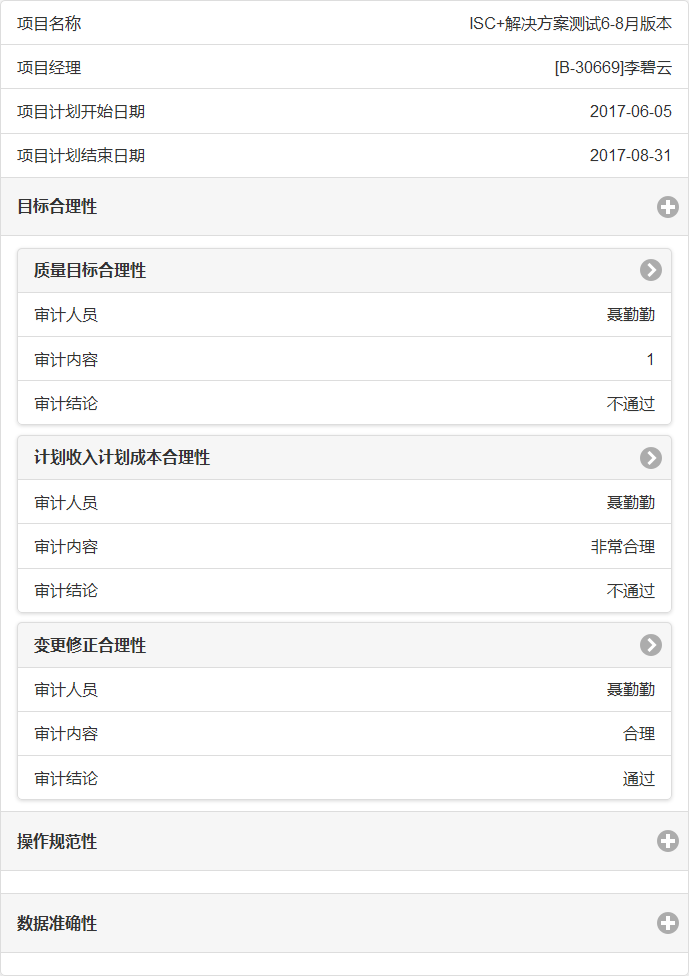 项目名称 ISC+解决方案测试6-8月版本
项目经理 [B-30669]李碧云
项目计划开始日期 2017-06-05
项目计划结束日期 2017-08-31
目标合理性
质量目标合理性
审计人员 聂勤勤
审计内容 1
审计结论 不通过
计划收入计划成本合理性
审计人员 聂勤勤
审计内容 非常合理
审计结论 不通过
变更修正合理性
审计人员 聂勤勤
审计内容 合理
审计结论 通过
操作规范性
数据准确性